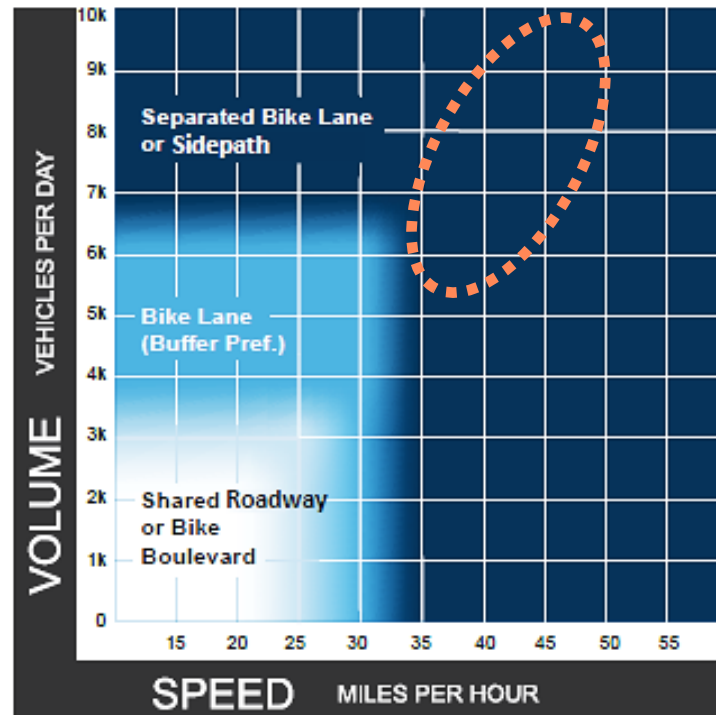 10k
9k
8k
7k
6k
5k
4k
3k
2k
1k
0
VOLUME VEHICLES PER DAY
Separated Bike Lane
or Sidepath
Bike Lane
(Buffer Pref.)
Shared Roadway
or Bike
Boulevard
15 20 25 30 35 40 45 50 55
SPEED MILES PER HOUR